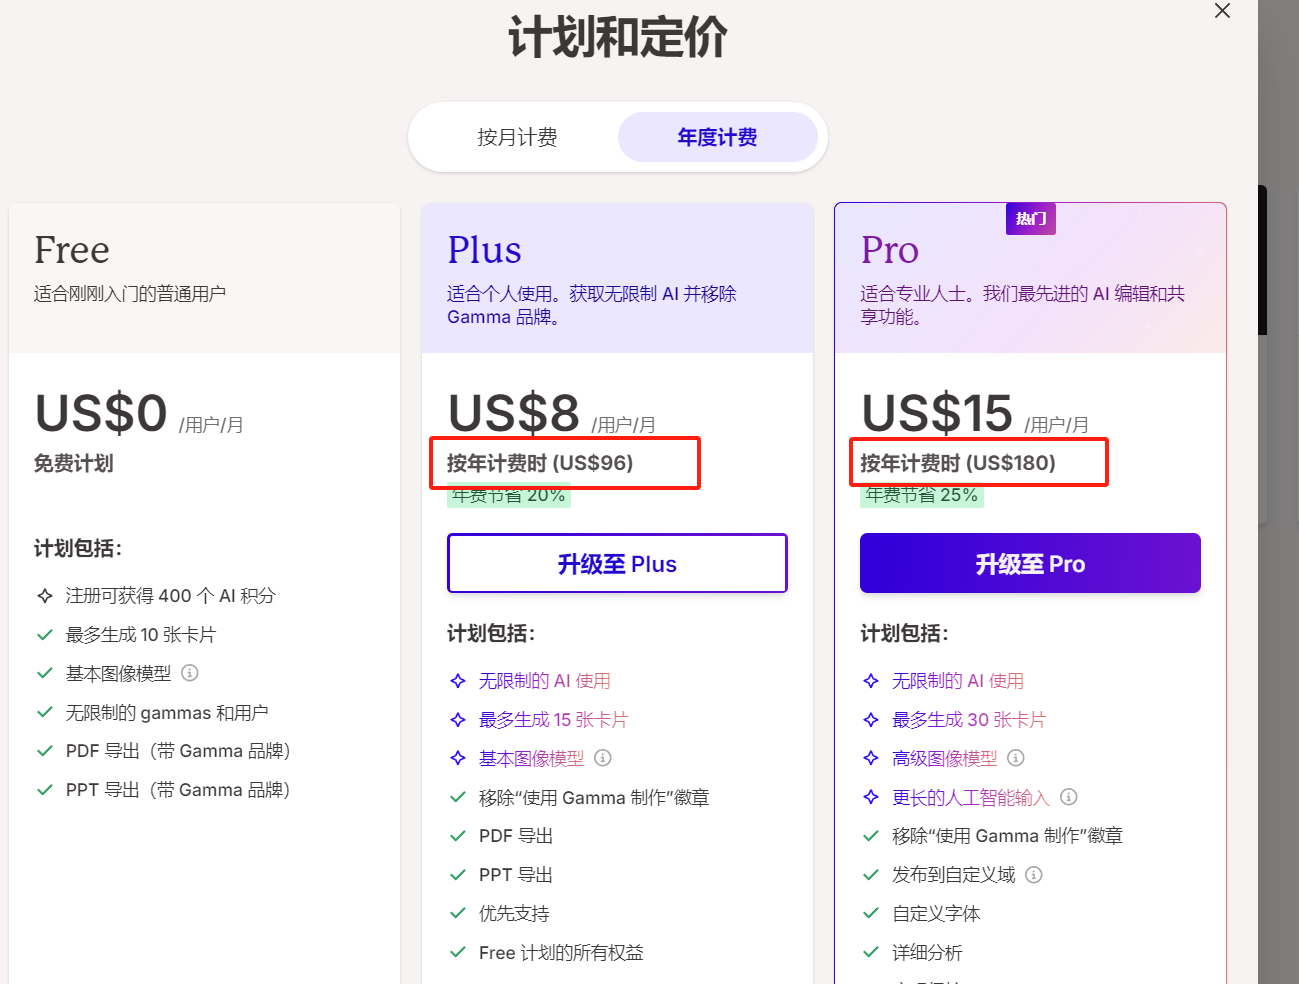 计划和定价
按月计费
年度计费
Free
适合刚刚入门的普通用户
US$0 /用户/月
免费计划
计划包括：
注册可获得 400 个 AI 积分
最多生成 10 张卡片
基本图像模型
无限制的 gammas 和用户
PDF 导出（带 Gamma 品牌）
PPT 导出（带 Gamma 品牌）
Plus
适合个人使用。获取无限制 AI 并移除
Gamma 品牌。
US$8 /用户/月
按年计费时 (US$96)
年费节省 20%
升级至 Plus
计划包括：
无限制的 AI 使用
最多生成 15 张卡片
基本图像模型
移除“使用 Gamma 制作”徽章
PDF 导出
PPT 导出
优先支持
Free 计划的所有权益
热门
Pro
适合专业人士。我们最先进的 AI 编辑和共
享功能。
US$15 /用户/月
按年计费时 (US$180)
年费节省 25%
升级至 Pro
计划包括：
无限制的 AI 使用
最多生成 30 张卡片
高级图像模型
更长的人工智能输入
移除“使用 Gamma 制作”徽章
发布到自定义域
自定义字体
详细分析